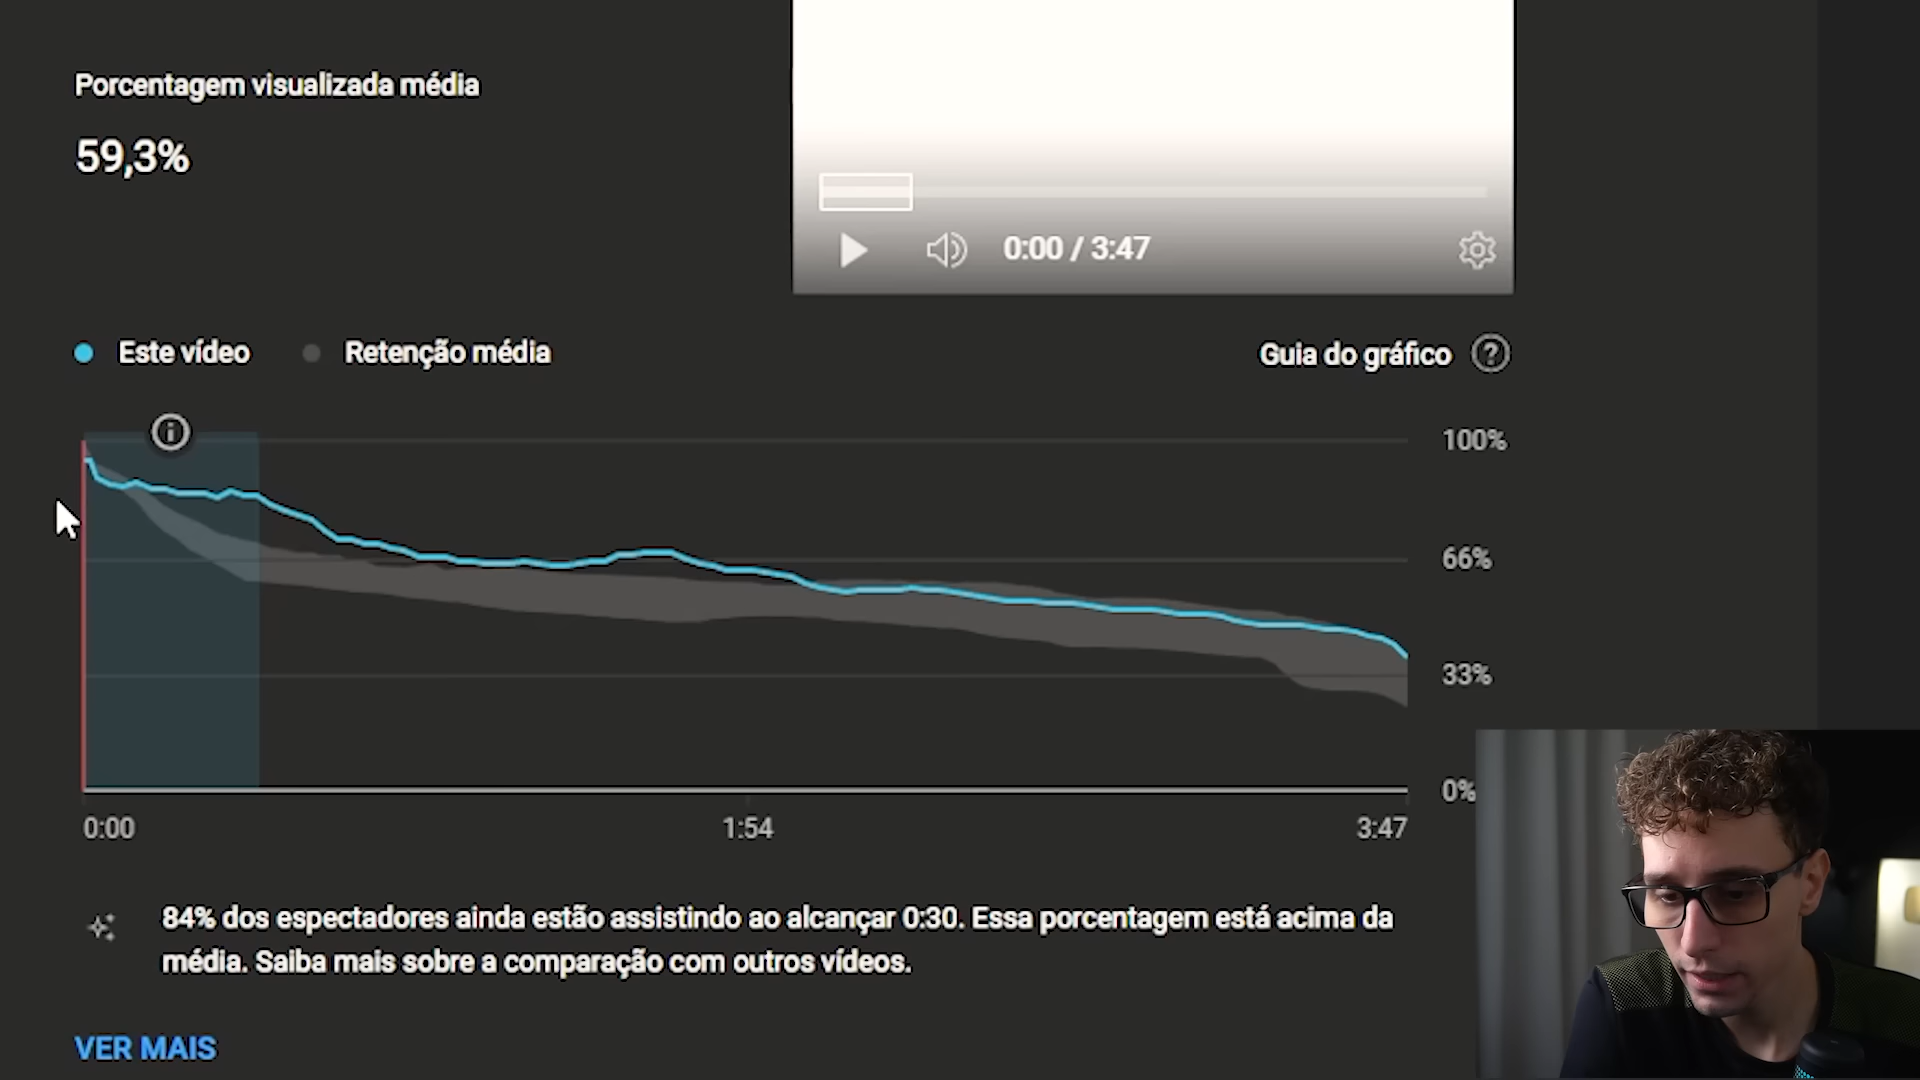 Porcentagem visualizada média
59,3%
0:00 / 3:47
Este vídeo
Retenção média
Guia do gráfico
100%
66%
33%
0%
0:00
1:54
3:47
84% dos espectadores ainda estão assistindo ao alcançar 0:30. Essa porcentagem está acima da
média. Saiba mais sobre a comparação com outros vídeos.
VER MAIS